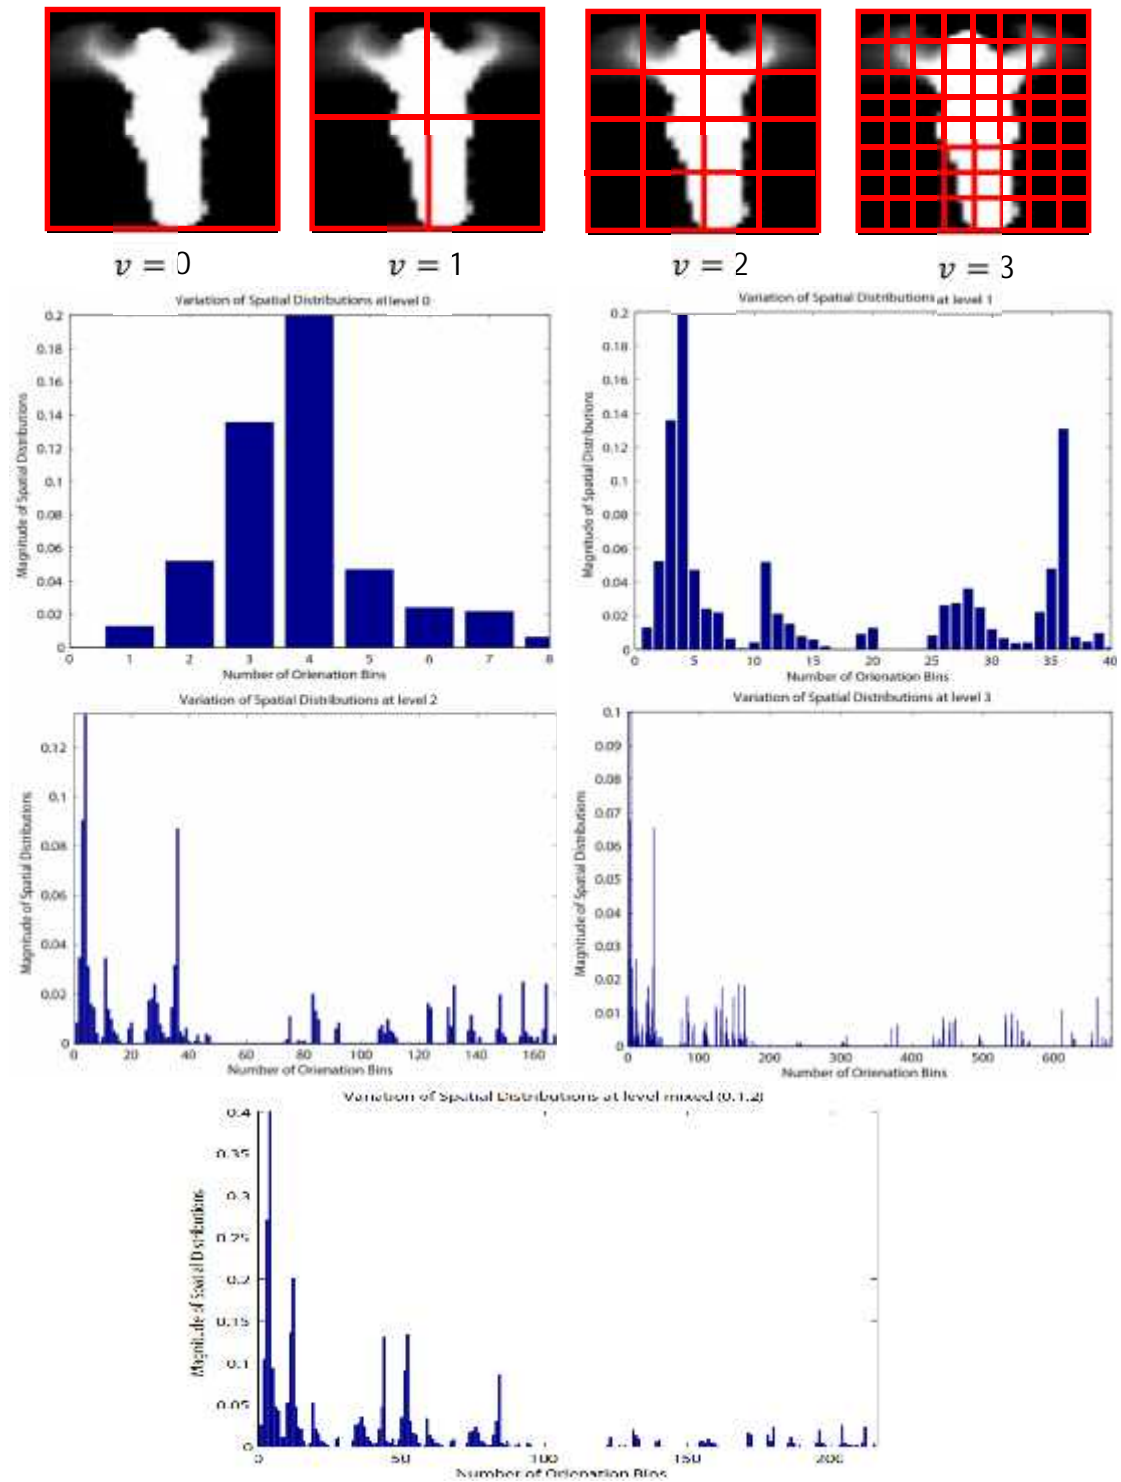 v = 0
v = 1
v = 2
v = 3
Variation of Spatial Distributions at level 0
Magnitude of Spatial Distributions
0.2
0.18
0.16
0.14
0.12
0.1
0.08
0.06
0.04
0.02
0
0 1 2 3 4 5 6 7 8
Number of Orienation Bins
Variation of Spatial Distributions at level 1
Magnitude of Spatial Distributions
0.2
0.18
0.16
0.14
0.12
0.1
0.08
0.06
0.04
0.02
0
0 5 10 15 20 25 30 35 40
Number of Orienation Bins
Variation of Spatial Distributions at level 2
Magnitude of Spatial Distributions
0.12
0.1
0.08
0.06
0.04
0.02
0
0 20 40 60 80 100 120 140 160
Number of Orienation Bins
Variation of Spatial Distributions at level 3
Magnitude of Spatial Distributions
0.1
0.09
0.08
0.07
0.06
0.05
0.04
0.03
0.02
0.01
0
0 100 200 300 400 500 600
Number of Orienation Bins
Variation of Spatial Distributions at level mixed (0.1.2)
Magnitude of Spatial Distributions
0.4
0.35
0.3
0.25
0.2
0.15
0.1
0.05
0
0 50 100 150 200
Number of Orienation Bins